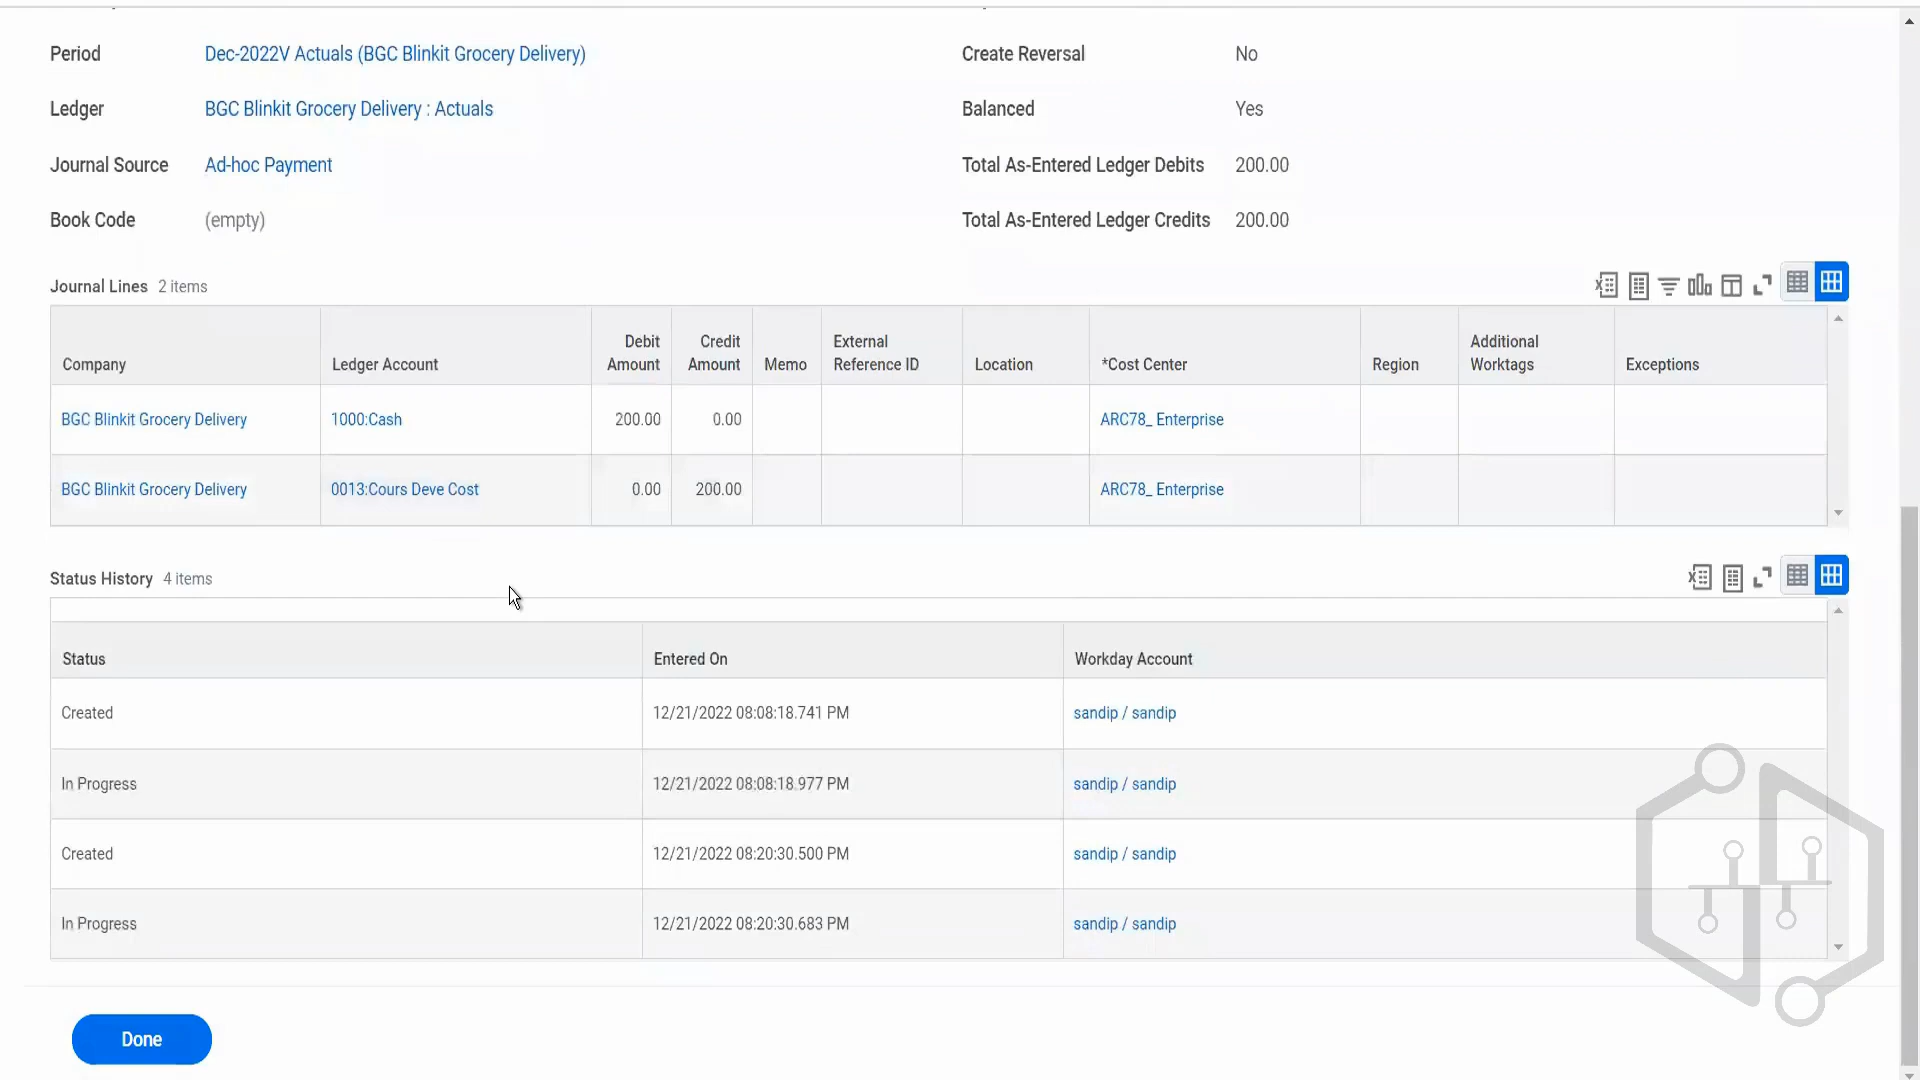 Period Dec-2022V Actuals (BGC Blinkit Grocery Delivery) Create Reversal No
Ledger BGC Blinkit Grocery Delivery : Actuals Balanced Yes
Journal Source Ad-hoc Payment Total As-Entered Ledger Debits 200.00
Book Code (empty) Total As-Entered Ledger Credits 200.00
Journal Lines 2 items
Company Ledger Account Debit Amount Credit Amount Memo External Reference ID Location *Cost Center Region Additional Worktags Exceptions
BGC Blinkit Grocery Delivery 1000:Cash 200.00 0.00 ARC78_ Enterprise
BGC Blinkit Grocery Delivery 0013:Cours Deve Cost 0.00 200.00 ARC78_ Enterprise
Status History 4 items
Status Entered On Workday Account
Created 12/21/2022 08:08:18.741 PM sandip / sandip
In Progress 12/21/2022 08:08:18.977 PM sandip / sandip
Created 12/21/2022 08:20:30.500 PM sandip / sandip
In Progress 12/21/2022 08:20:30.683 PM sandip / sandip
Done